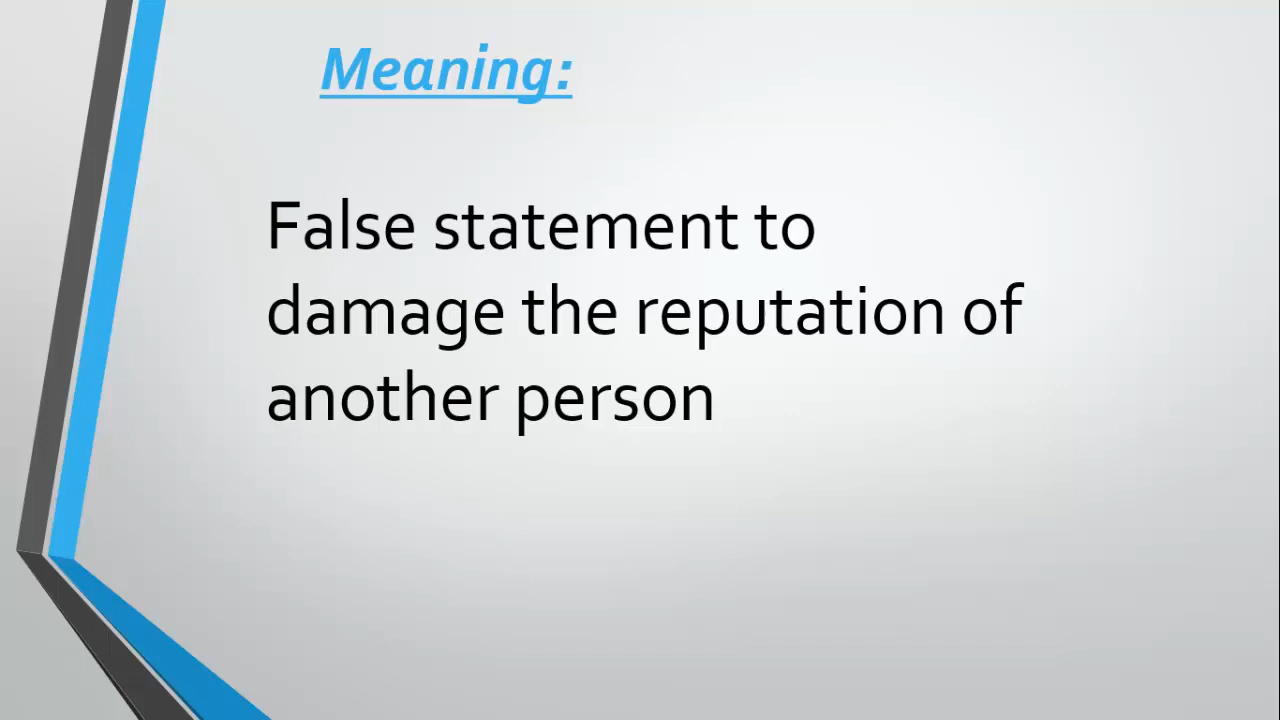 Meaning:
False statement to
damage the reputation of
another person